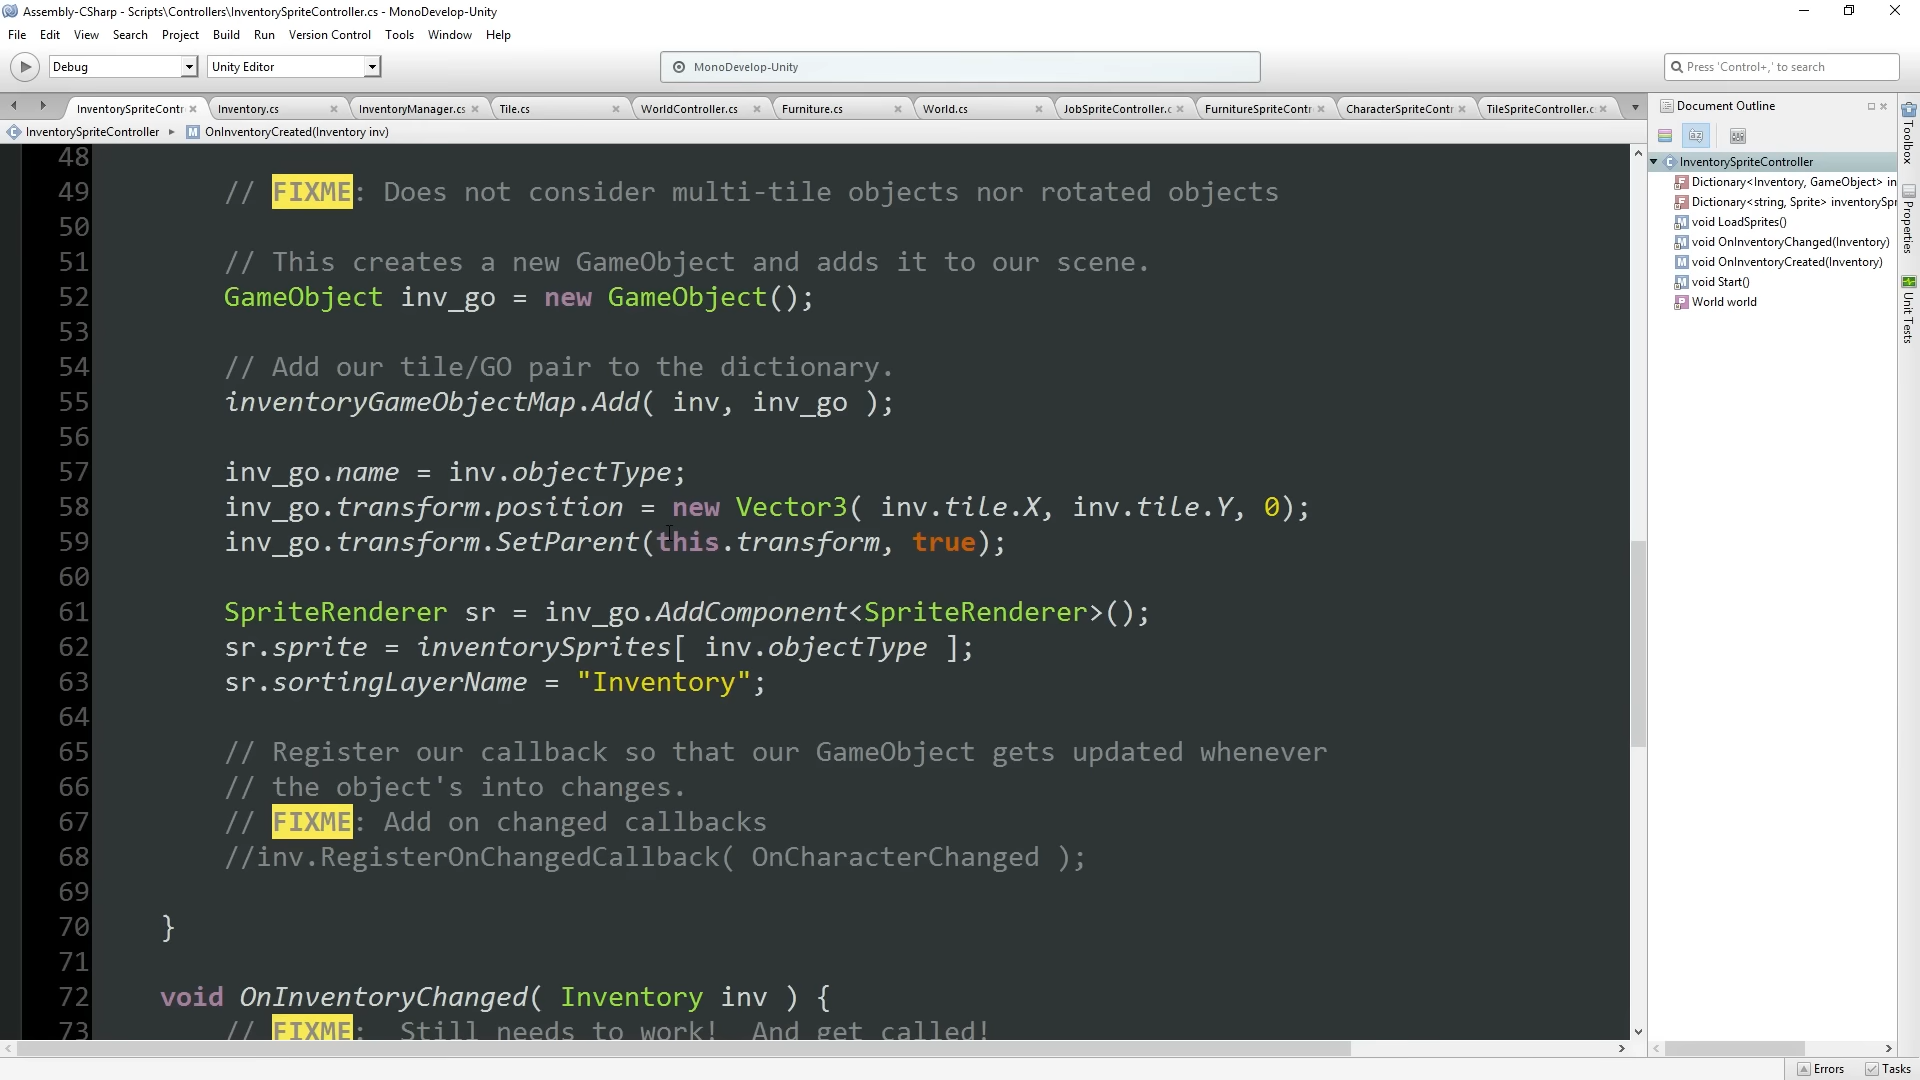 Assembly-CSharp - Scripts\Controllers\InventorySpriteController.cs - MonoDevelop-Unity
File Edit View Search Project Build Run Version Control Tools Window Help
Debug Unity Editor MonoDevelop-Unity Press 'Control+,' to search
InventorySpriteContr Inventory.cs InventoryManager.cs Tile.cs WorldController.cs Furniture.cs World.cs JobSpriteController.c FurnitureSpriteContr CharacterSpriteContr TileSpriteController.c
InventorySpriteController OnInventoryCreated(Inventory inv)
48
49 // FIXME: Does not consider multi-tile objects nor rotated objects
50
51 // This creates a new GameObject and adds it to our scene.
52 GameObject inv_go = new GameObject();
53
54 // Add our tile/GO pair to the dictionary.
55 inventoryGameObjectMap.Add( inv, inv_go );
56
57 inv_go.name = inv.objectType;
58 inv_go.transform.position = new Vector3( inv.tile.X, inv.tile.Y, 0);
59 inv_go.transform.SetParent(this.transform, true);
60
61 SpriteRenderer sr = inv_go.AddComponent<SpriteRenderer>();
62 sr.sprite = inventorySprites[ inv.objectType ];
63 sr.sortingLayerName = "Inventory";
64
65 // Register our callback so that our GameObject gets updated whenever
66 // the object's into changes.
67 // FIXME: Add on changed callbacks
68 //inv.RegisterOnChangedCallback( OnCharacterChanged );
69
70 }
71
72 void OnInventoryChanged( Inventory inv ) {
73 // FIXME: Still needs to work! And get called!
Document Outline
InventorySpriteController
Dictionary<Inventory, GameObject> in
Dictionary<string, Sprite> inventorySpr
void LoadSprites()
void OnInventoryChanged(Inventory)
void OnInventoryCreated(Inventory)
void Start()
World world
Toolbox
Properties
Unit Tests
Errors Tasks